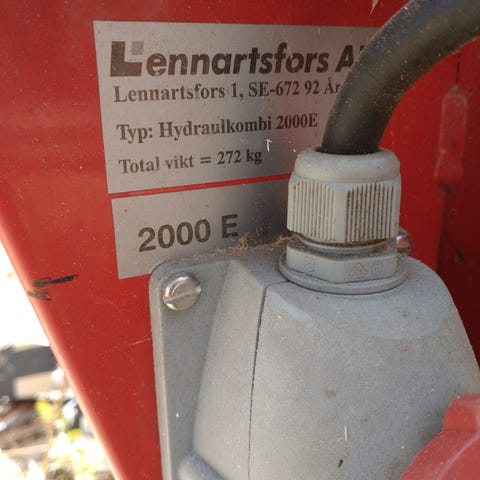 Lennartsfors
Lennartsfors 1, SE-672 92
Typ: Hydraulkombi 2000E
Total vikt = 272 kg
2000 E